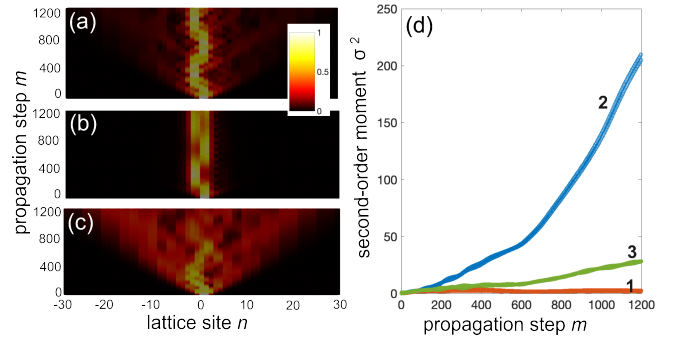 (a)
1200
800
400
0
1
0.5
0
(b)
1200
800
400
0
(c)
1200
800
400
0
propagation step m
-30 -20 -10 0 10 20 30
lattice site n
(d)
250
200
150
100
50
0
second-order moment σ 2
2
3
1
0 200 400 600 800 1000 1200
propagation step m